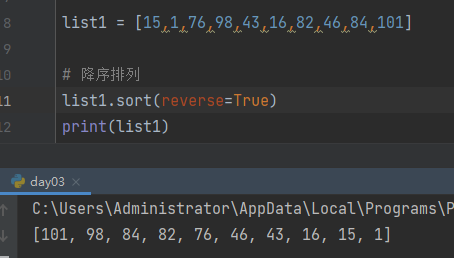 8
list1 = [15,1,76,98,43,16,82,46,84,101]
10
# 降序排列
11
list1.sort(reverse=True)
12
print(list1)
day03 ×
C:\Users\Administrator\AppData\Local\Programs\P
[101, 98, 84, 82, 76, 46, 43, 16, 15, 1]